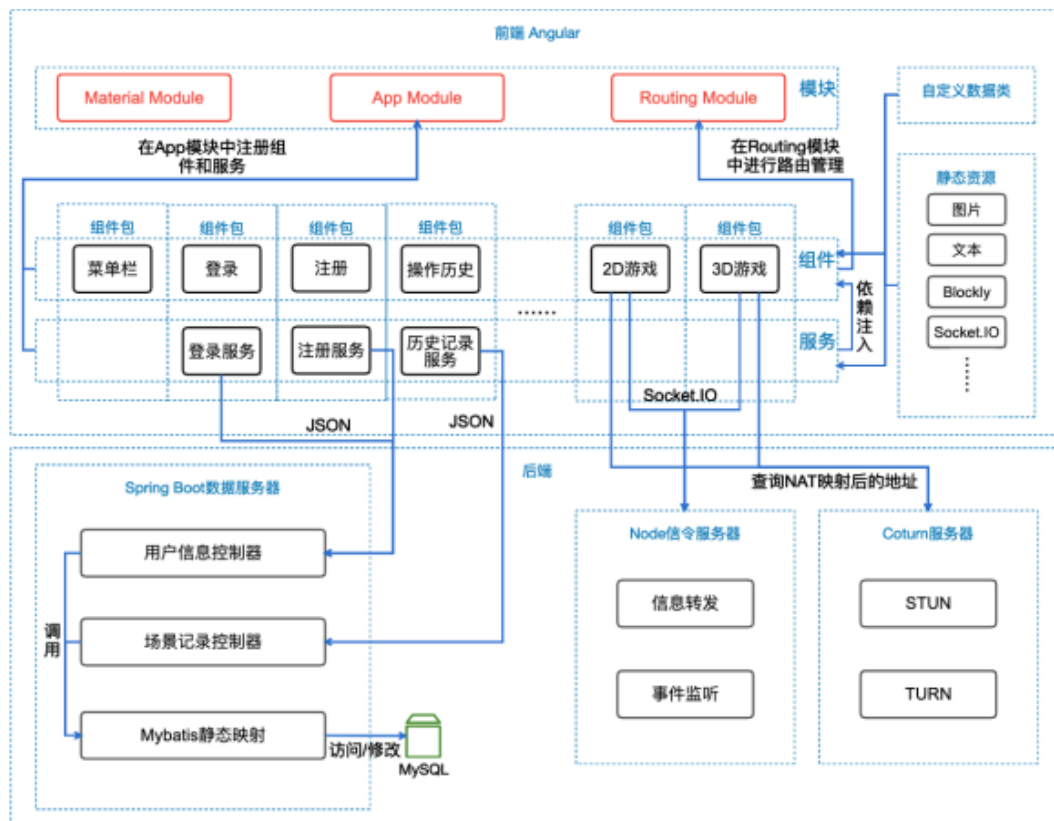 前端 Angular
Material Module
App Module
Routing Module
模块
自定义数据类
在App模块中注册组
件和服务
在Routing模块
中进行路由管理
静态资源
图片
文本
Blockly
Socket.IO
组件包
组件包
组件包
组件包
组件包
组件包
菜单栏
登录
注册
操作历史
2D游戏
3D游戏
组件
……
依赖注入
登录服务
注册服务
历史记录
服务
服务
Socket.IO
JSON
JSON
后端
Spring Boot数据服务器
查询NAT映射后的地址
Node信令服务器
Coturn服务器
用户信息控制器
信息转发
STUN
调用
场景记录控制器
事件监听
TURN
Mybatis静态映射
访问/修改
MySQL